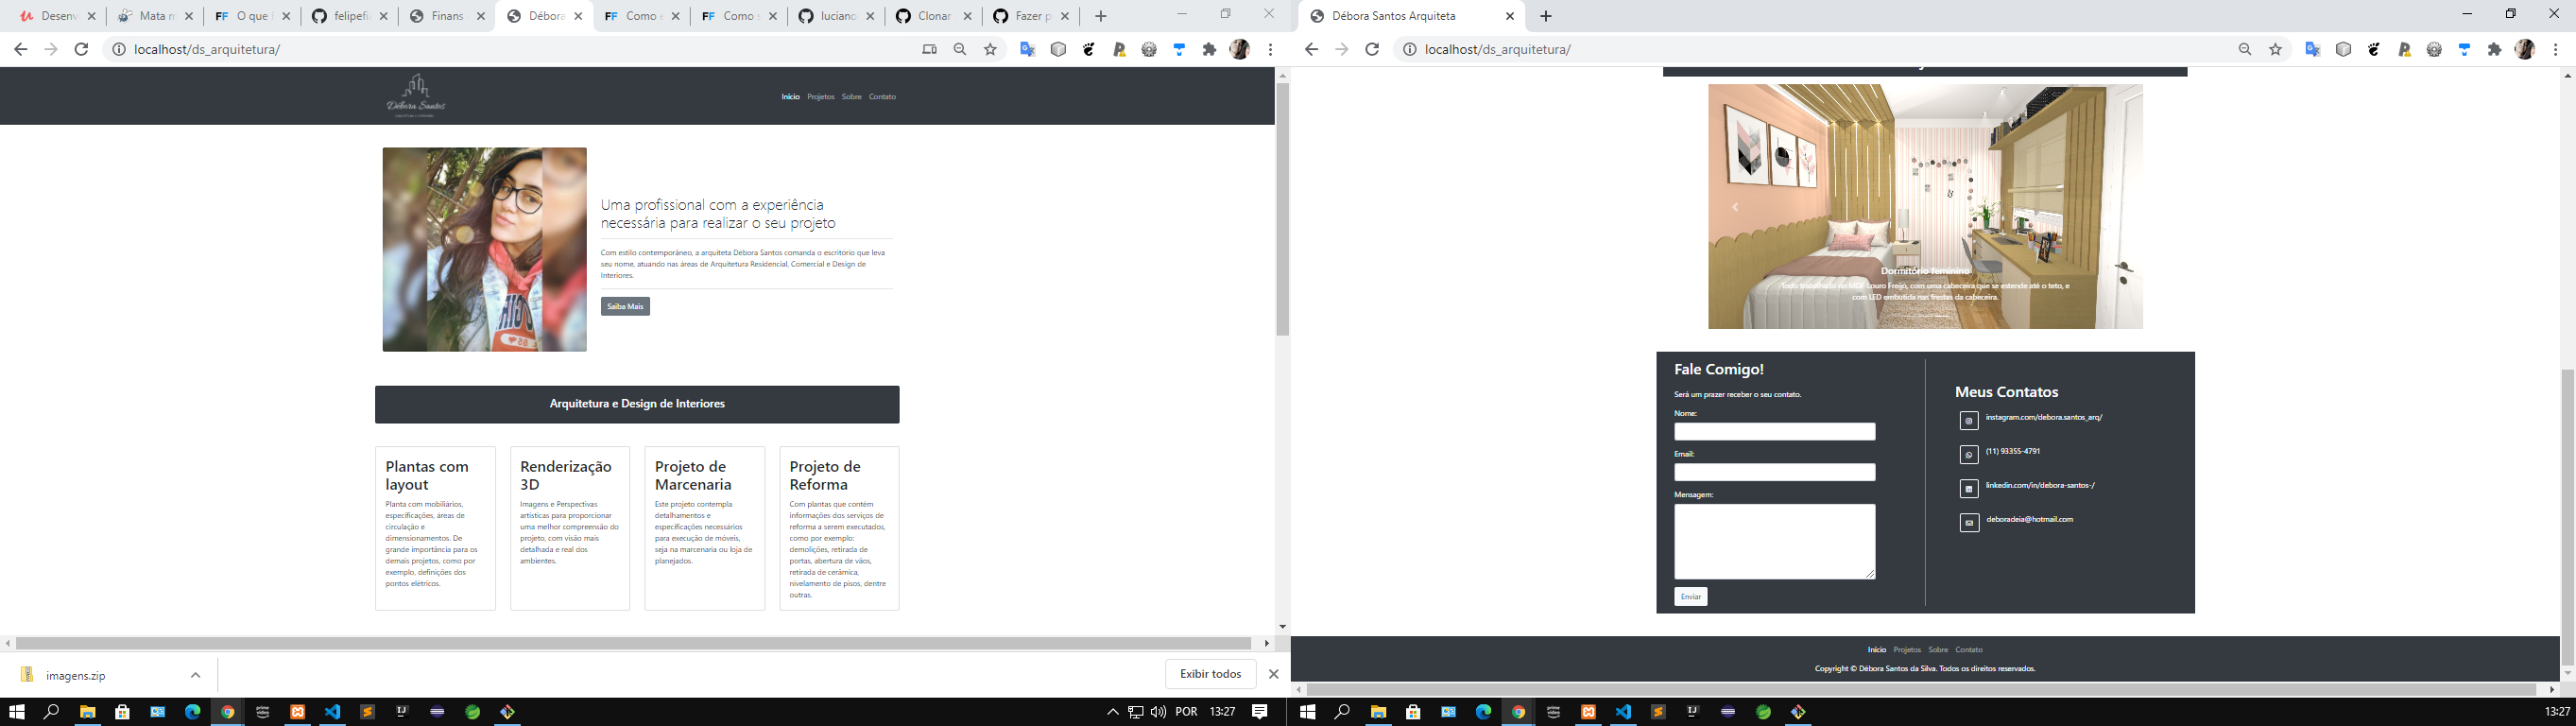 Desenv
Mata m
O que f
felipefi
Finans
Débora
Como e
Como s
luciano
Clonar
Fazer p
localhost/ds_arquitetura/
Débora Santos
Início Projetos Sobre Contato
Uma profissional com a experiência
necessária para realizar o seu projeto
Com estilo contemporâneo, a arquiteta Débora Santos comanda o escritório que leva
seu nome, atuando nas áreas de Arquitetura Residencial, Comercial e Design de
Interiores.
Saiba Mais
Arquitetura e Design de Interiores
Plantas com
layout
Planta com mobiliários,
especificações, áreas de
circulação e
dimensionamentos. De
grande importância para os
demais projetos, como por
exemplo, definições dos
pontos elétricos.
Renderização
3D
Imagens e Perspectivas
artísticas para proporcionar
uma melhor compreensão do
projeto, com visão mais
detalhada e real dos
ambientes.
Projeto de
Marcenaria
Este projeto contempla
detalhamentos e
especificações necessários
para execução de móveis,
seja na marcenaria ou loja de
planejados.
Projeto de
Reforma
Com plantas que contém
informações dos serviços de
reforma a serem executados,
como por exemplo:
demolições, retirada de
portas, abertura de vãos,
retirada de cerâmica,
nivelamento de pisos, dentre
outras.
imagens.zip
Exibir todos
POR 13:27
Débora Santos Arquiteta
localhost/ds_arquitetura/
Dormitório feminino
Todo trabalhado no MDF Louro Freijó, com uma cabeceira que se estende até o teto, e
com LED embutida nas frestas da cabeceira.
Fale Comigo!
Será um prazer receber o seu contato.
Nome:
Email:
Mensagem:
Enviar
Meus Contatos
instagram.com/debora.santos_arq/
(11) 93355-4791
linkedin.com/in/debora-santos-/
deboradeia@hotmail.com
Início Projetos Sobre Contato
Copyright © Débora Santos da Silva. Todos os direitos reservados.
13:27